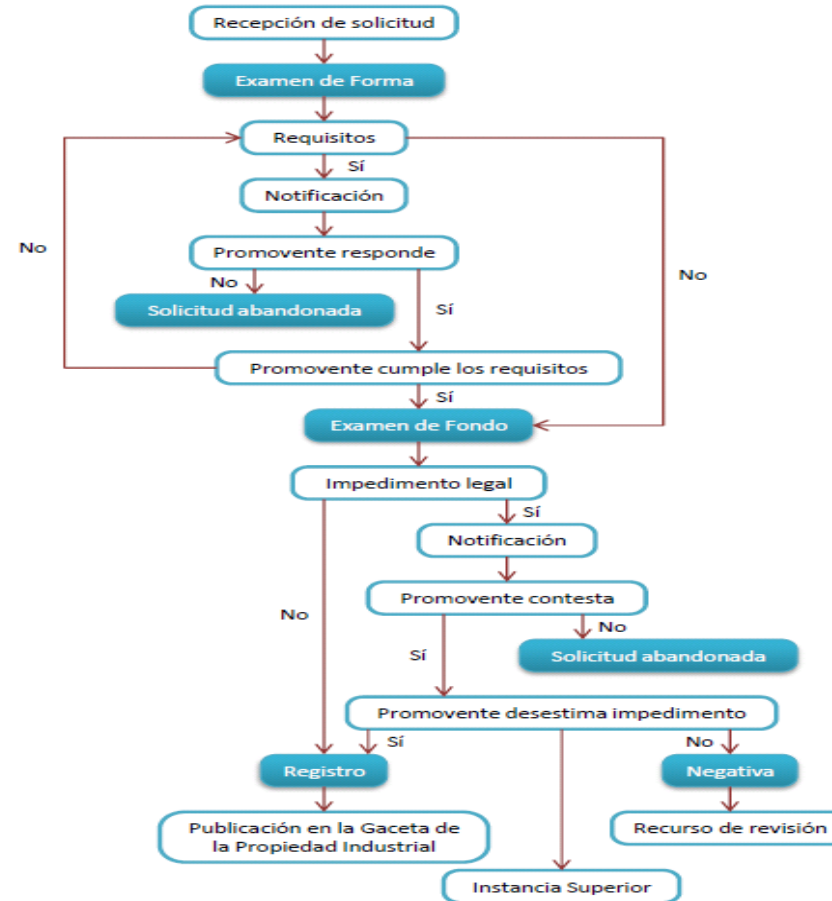 Recepción de solicitud
Examen de Forma
Requisitos
Sí
Notificación
No
Promovente responde
No
No
Solicitud abandonada
Sí
Promovente cumple los requisitos
Sí
Examen de Fondo
Impedimento legal
Sí
Notificación
Promovente contesta
No
No
Sí
Solicitud abandonada
Promovente desestima impedimento
Sí
No
Registro
Negativa
Publicación en la Gaceta de
la Propiedad Industrial
Recurso de revisión
Instancia Superior